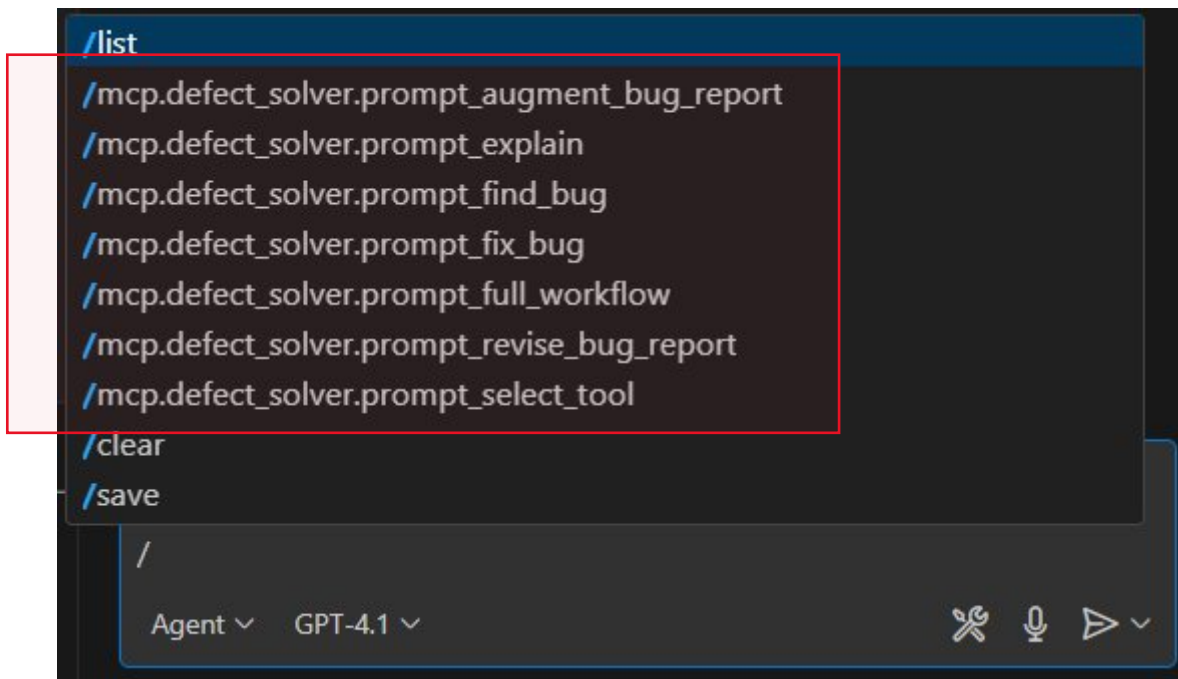 /list
/mcp.defect_solver.prompt_augment_bug_report
/mcp.defect_solver.prompt_explain
/mcp.defect_solver.prompt_find_bug
/mcp.defect_solver.prompt_fix_bug
/mcp.defect_solver.prompt_full_workflow
/mcp.defect_solver.prompt_revise_bug_report
/mcp.defect_solver.prompt_select_tool
/clear
/save
/
Agent GPT-4.1